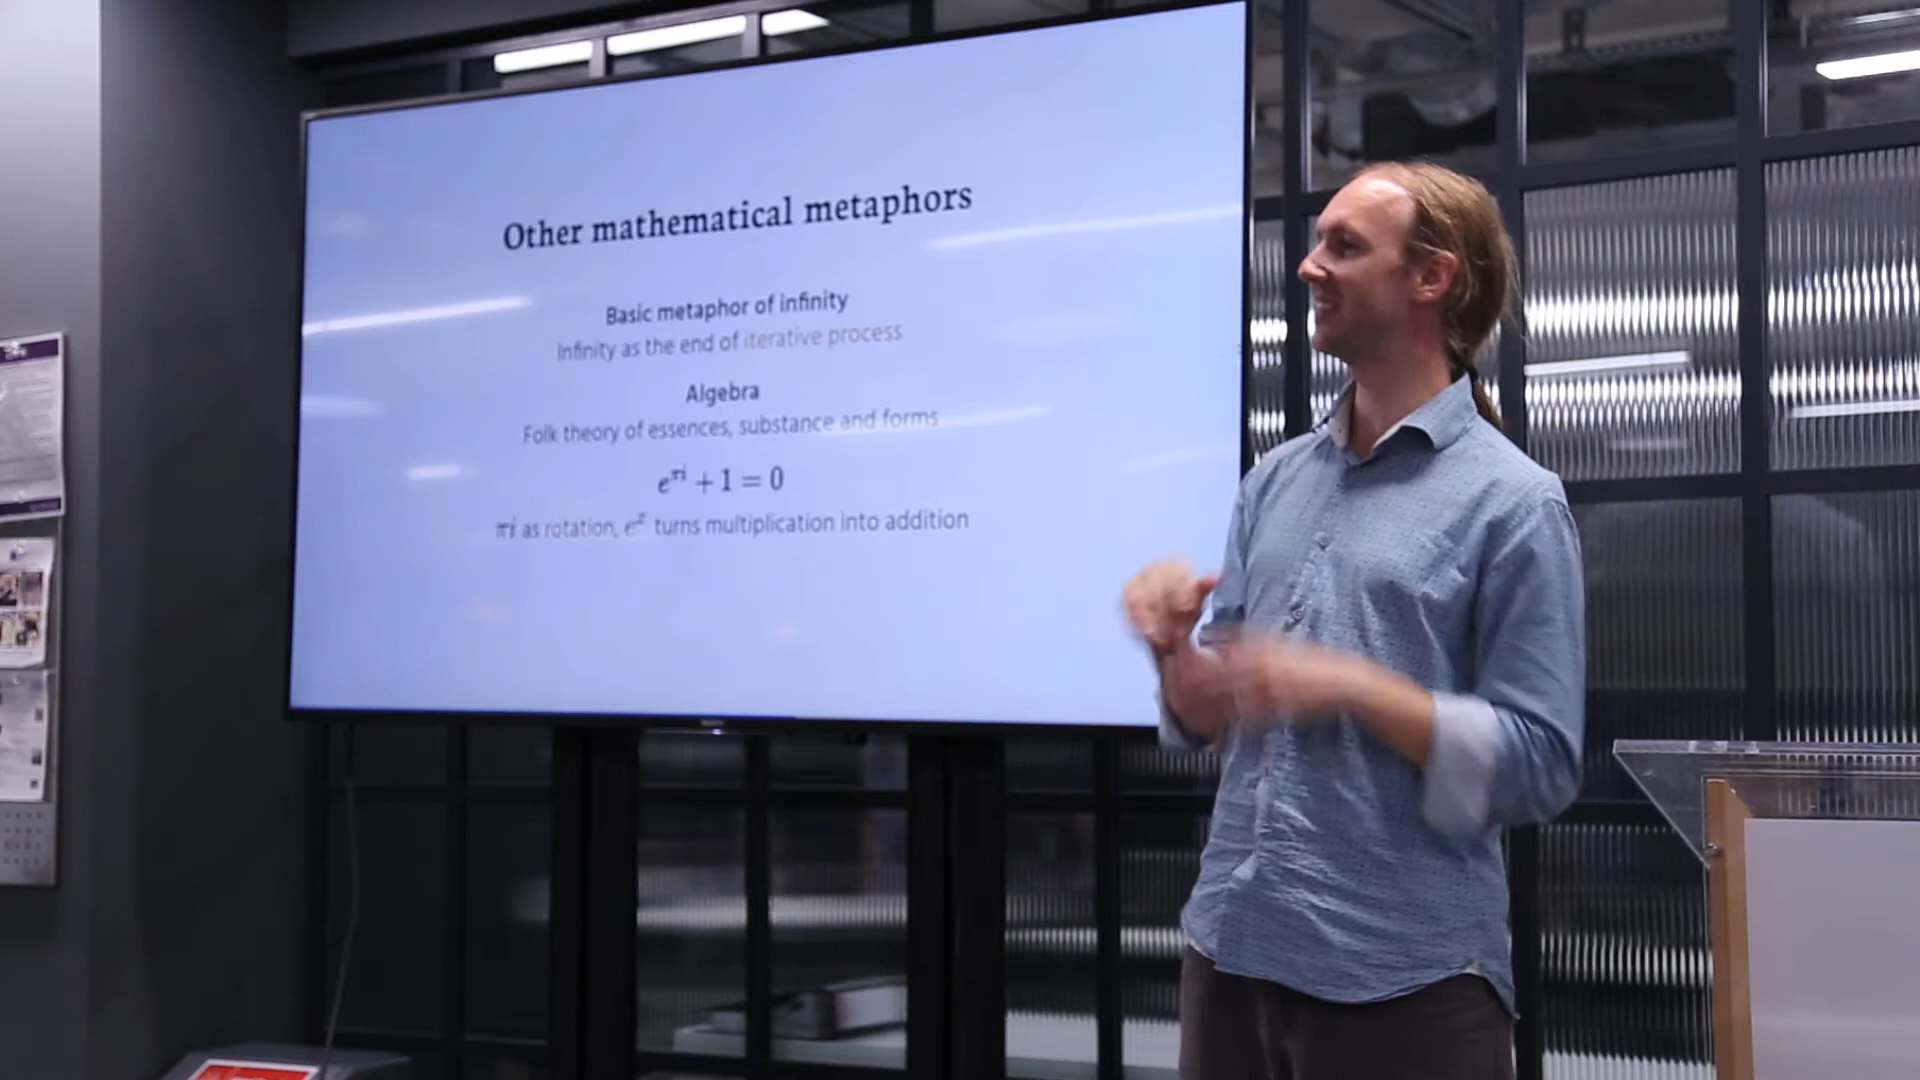 Other mathematical metaphors
Basic metaphor of infinity
Infinity as the end of iterative process
Algebra
Folk theory of essences, substance and forms
e^{πi} + 1 = 0
πi as rotation, e^x turns multiplication into addition